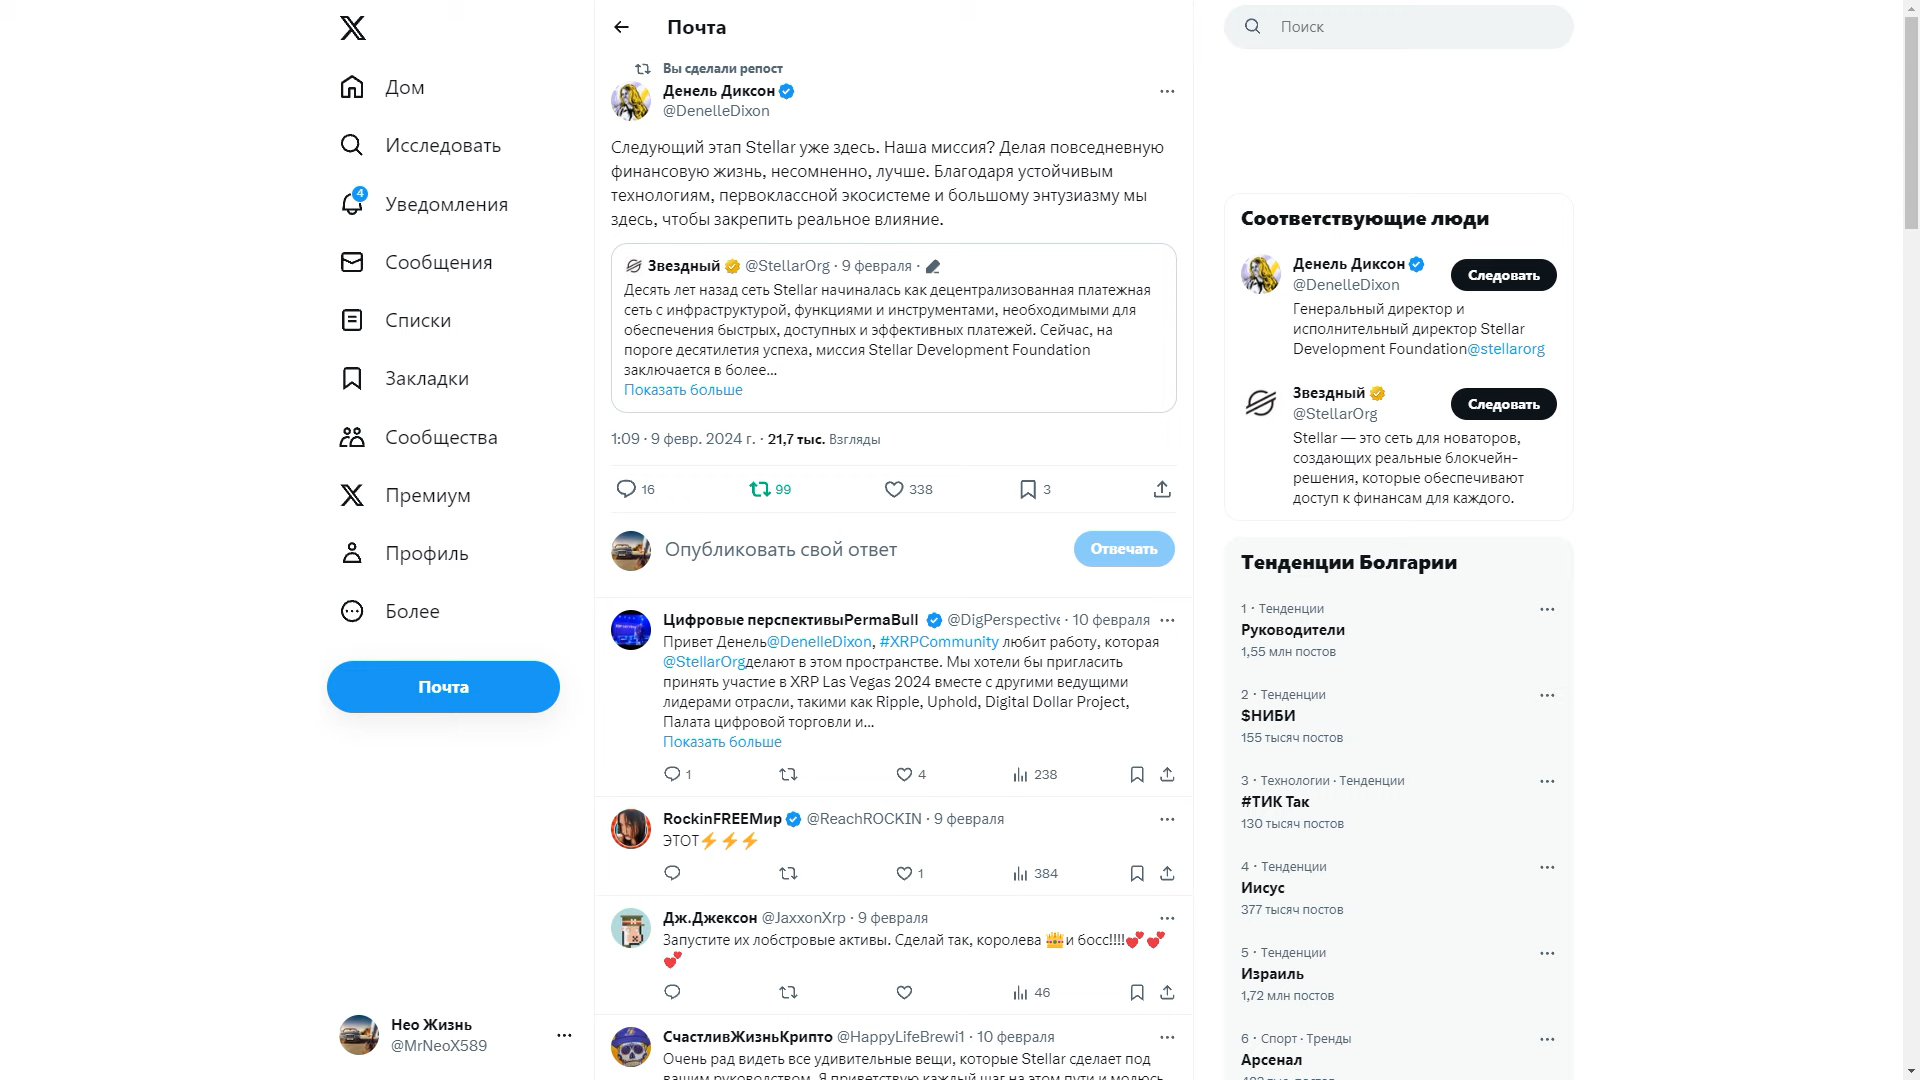 Дом
Исследовать
4
Уведомления
Сообщения
Списки
Закладки
Сообщества
Премиум
Профиль
Более
Почта
Нео Жизнь
@MrNeoX589
Почта
Вы сделали репост
Денель Диксон
@DenelleDixon
Следующий этап Stellar уже здесь. Наша миссия? Делая повседневную
финансовую жизнь, несомненно, лучше. Благодаря устойчивым
технологиям, первоклассной экосистеме и большому энтузиазму мы
здесь, чтобы закрепить реальное влияние.
Звездный @StellarOrg · 9 февраля ·
Десять лет назад сеть Stellar начиналась как децентрализованная платежная
сеть с инфраструктурой, функциями и инструментами, необходимыми для
обеспечения быстрых, доступных и эффективных платежей. Сейчас, на
пороге десятилетия успеха, миссия Stellar Development Foundation
заключается в более...
Показать больше
1:09 · 9 февр. 2024 г. · 21,7 тыс. Взгляды
16 99 338 3
Опубликовать свой ответ
Отвечать
Цифровые перспективыPermaBull @DigPerspective · 10 февраля
Привет Денель@DenelleDixon, #XRPCommunity любит работу, которая
@StellarOrgделают в этом пространстве. Мы хотели бы пригласить
принять участие в XRP Las Vegas 2024 вместе с другими ведущими
лидерами отрасли, такими как Ripple, Uphold, Digital Dollar Project,
Палата цифровой торговли и...
Показать больше
1 4 238
RockinFREEМир @ReachROCKIN · 9 февраля
ЭТОТ⚡⚡⚡
1 384
Дж.Джексон @JaxxonXrp · 9 февраля
Запустите их лобстровые активы. Сделай так, королева 👑и босс!!!!💕💕
💕
46
СчастливЖизньКрипто @HappyLifeBrewi1 · 10 февраля
Очень рад видеть все удивительные вещи, которые Stellar сделает под
вашим руководством. Я приветствую каждый шаг на этом пути и молюсь
Поиск
Соответствующие люди
Денель Диксон
@DenelleDixon
Следовать
Генеральный директор и
исполнительный директор Stellar
Development Foundation@stellarorg
Звездный
@StellarOrg
Следовать
Stellar — это сеть для новаторов,
создающих реальные блокчейн-
решения, которые обеспечивают
доступ к финансам для каждого.
Тенденции Болгарии
1 · Тенденции
Руководители
1,55 млн постов
2 · Тенденции
$НИБИ
155 тысяч постов
3 · Технологии · Тенденции
#ТИК Так
130 тысяч постов
4 · Тенденции
Иисус
377 тысяч постов
5 · Тенденции
Израиль
1,72 млн постов
6 · Спорт · Тренды
Арсенал